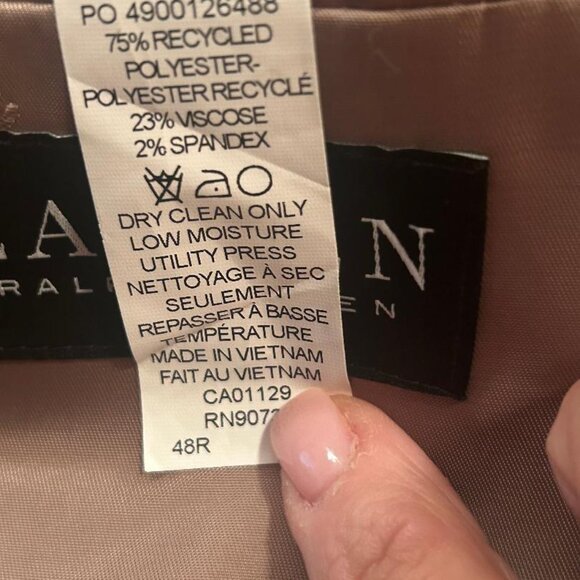 PO 4900126488
75% RECYCLED
POLYESTER-
POLYESTER RECYCLÉ
23% VISCOSE
2% SPANDEX
DRY CLEAN ONLY
LOW MOISTURE
UTILITY PRESS
NETTOYAGE À SEC
SEULEMENT
REPASSER À BASSE
TEMPÉRATURE
MADE IN VIETNAM
FAIT AU VIETNAM
CA01129
48R